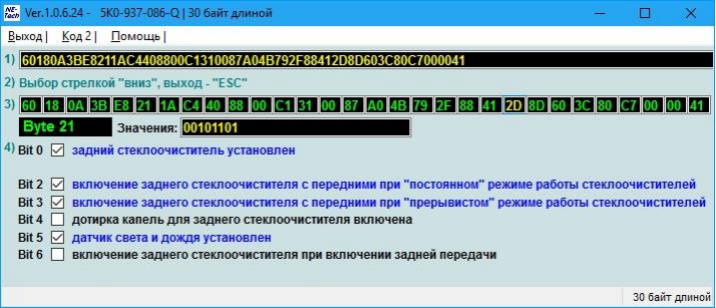 NE-Tech Ver.1.0.6.24 - 5K0-937-086-Q | 30 байт длиной
Выход | Код 2 | Помощь |
1) 60180A3BE8211AC4408800C1310087A04B792F88412D8D603C80C7000041
2) Выбор стрелкой "вниз", выход - "ESC"
3) 60 18 0A 3B E8 21 1A C4 40 88 00 C1 31 00 87 A0 4B 79 2F 88 41 2D 8D 60 3C 80 C7 00 00 41
Byte 21 Значения: 00101101
4) Bit 0 задний стеклоочиститель установлен
Bit 2 включение заднего стеклоочистителя с передними при "постоянном" режиме работы стеклоочистителей
Bit 3 включение заднего стеклоочистителя с передними при "прерывистом" режиме работы стеклоочистителей
Bit 4 дотирка капель для заднего стеклоочистителя включена
Bit 5 датчик света и дождя установлен
Bit 6 включение заднего стеклоочистителя при включении задней передачи
30 байт длиной